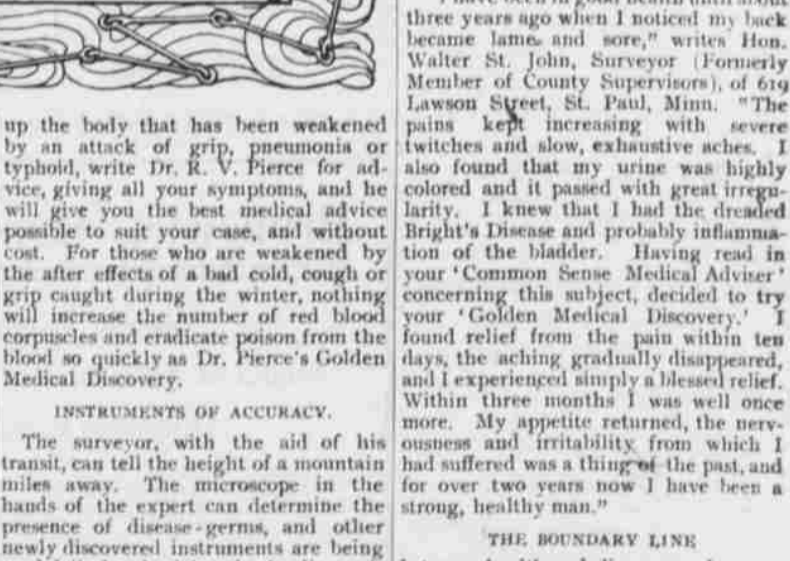 up the body that has been weakened
by an attack of grip, pneumonia or
typhoid, write Dr. R. V. Pierce for ad-
vice, giving all your symptoms, and he
will give you the best medical advice
possible to suit your case, and without
cost. For those who are weakened by
the after effects of a bad cold, cough or
grip caught during the winter, nothing
will increase the number of red blood
corpuscles and eradicate poison from the
blood so quickly as Dr. Pierce's Golden
Medical Discovery.
INSTRUMENTS OF ACCURACY.
The surveyor, with the aid of his
transit, can tell the height of a mountain
miles away. The microscope in the
hands of the expert can determine the
presence of disease-germs, and other
newly discovered instruments are being
three years ago when I noticed my back
became lame and sore," writes Hon.
Walter St. John, Surveyor (Formerly
Member of County Supervisors), of 619
Lawson Street, St. Paul, Minn. "The
pains kept increasing with severe
twitches and slow, exhaustive aches. I
also found that my urine was highly
colored and it passed with great irregu-
larity. I knew that I had the dreaded
Bright's Disease and probably inflamma-
tion of the bladder. Having read in
your 'Common Sense Medical Adviser'
concerning this subject, decided to try
your 'Golden Medical Discovery.' I
found relief from the pain within ten
days, the aching gradually disappeared,
and I experienced simply a blessed relief.
Within three months I was well once
more. My appetite returned, the nerv-
ousness and irritability from which I
had suffered was a thing of the past, and
for over two years now I have been a
strong, healthy man."
THE BOUNDARY LINE